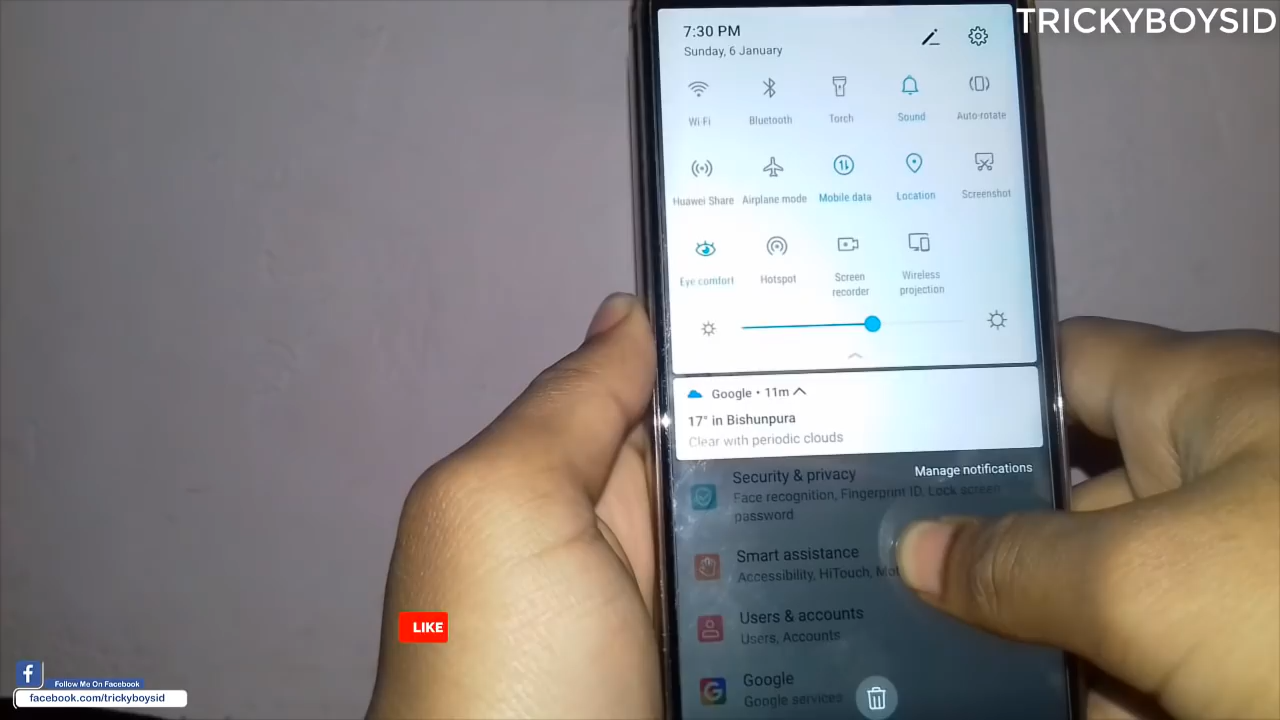 TRICKYBOYSID
7:30 PM
Sunday, 6 January
Wi-Fi
Bluetooth
Torch
Sound
Auto-rotate
Huawei Share
Airplane mode
Mobile data
Location
Screenshot
Eye comfort
Hotspot
Screen
recorder
Wireless
projection
Google • 11m
17° in Bishunpura
Clear with periodic clouds
Manage notifications
Security & privacy
Face recognition, Fingerprint ID, Lock screen
password
Smart assistance
Accessibility, HiTouch,
Users & accounts
Users, Accounts
Google
Google services
LIKE
f
Follow Me On Facebook
facebook.com/trickyboysid